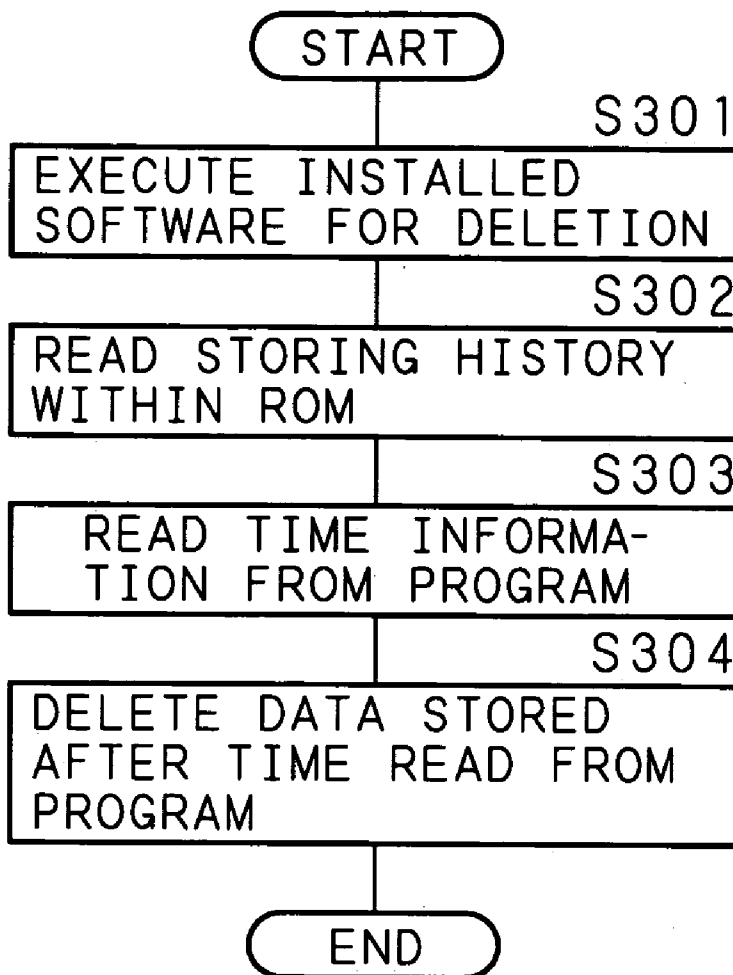 START
S301
EXECUTE INSTALLED
SOFTWARE FOR DELETION
S302
READ STORING HISTORY
WITHIN ROM
S303
READ TIME INFORMA-
TION FROM PROGRAM
S304
DELETE DATA STORED
AFTER TIME READ FROM
PROGRAM
END